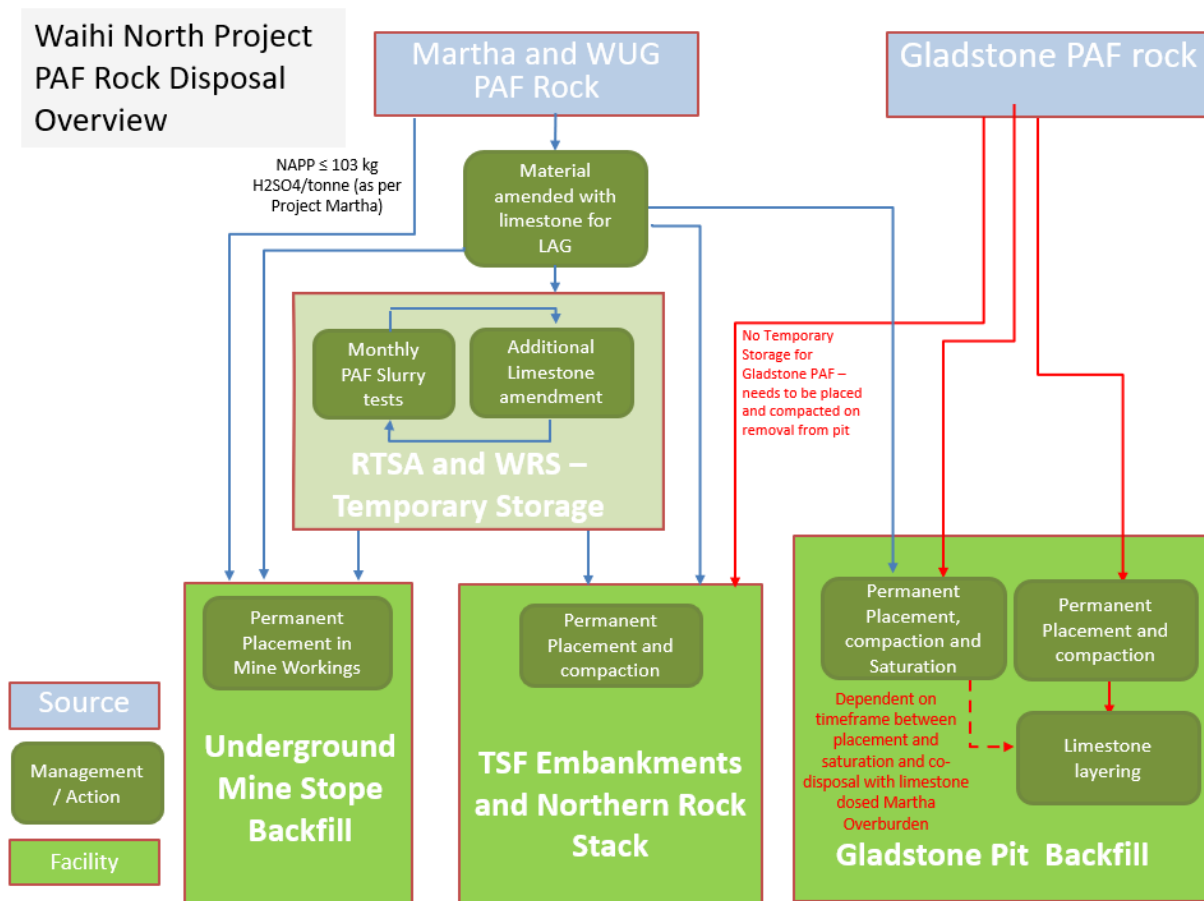 Waihi North Project
PAF Rock Disposal
Overview
Martha and WUG
PAF Rock
Gladstone PAF rock
NAPP ≤ 103 kg
H2SO4/tonne (as per
Project Martha)
Material
amended with
limestone for
LAG
Monthly
PAF Slurry
tests
Additional
Limestone
amendment
RTSA and WRS –
Temporary Storage
No Temporary
Storage for
Gladstone PAF –
needs to be placed
and compacted on
removal from pit
Permanent
Placement in
Mine Workings
Underground
Mine Stope
Backfill
Permanent
Placement and
compaction
TSF Embankments
and Northern Rock
Stack
Permanent
Placement,
compaction and
Saturation
Permanent
Placement and
compaction
Dependent on
timeframe between
placement and
saturation and co-
disposal with limestone
dosed Martha
Overburden
Limestone
layering
Gladstone Pit  Backfill
Source
Management
/ Action
Facility